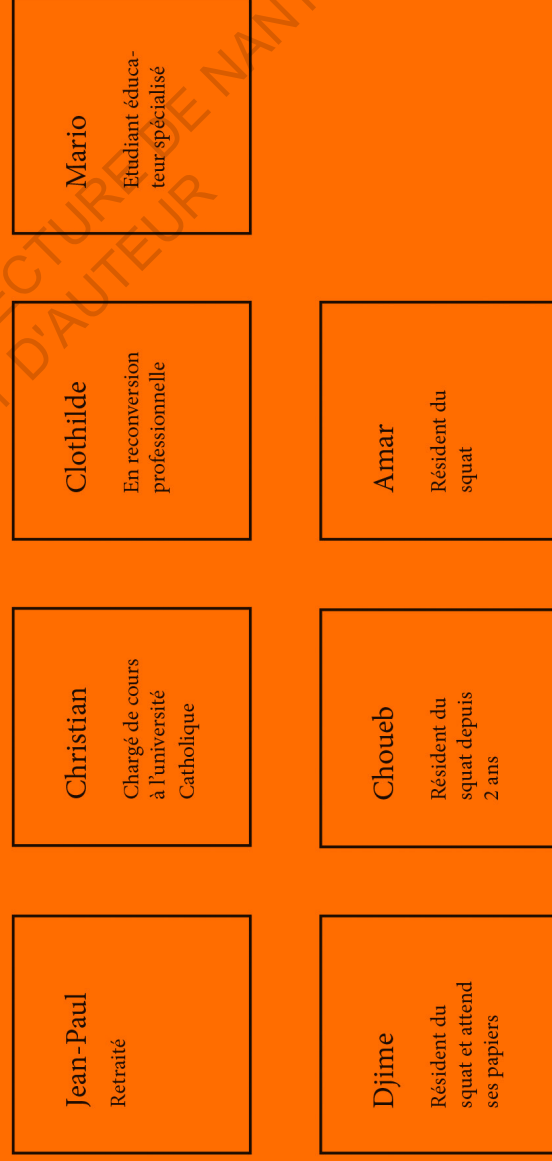 Jean-Paul
Retraité
Christian
Chargé de cours
à l'université
Catholique
Clothilde
En reconversion
professionnelle
Mario
Etudiant éduca-
teur spécialisé
Djime
Résident du
squat et attend
ses papiers
Choueb
Résident du
squat depuis
2 ans
Amar
Résident du
squat
D'AUTEUR